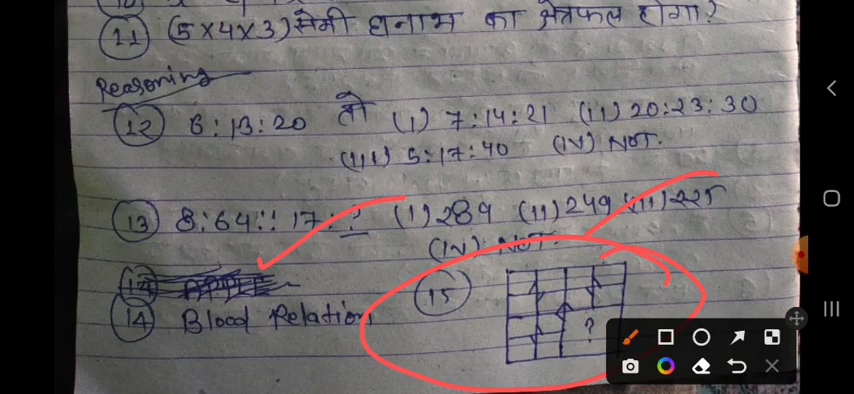 (11) (5×4×3) सेमी घनाभ का क्षेत्रफल होगा?
Reasoning
(12) 6:13:20 तो (I) 7:14:21 (II) 20:23:30
(III) 5:17:40 (IV) NOT.
(13) 8:64:: 17:? (I) 289 (II) 249 (III) 225
(IV) NOT.
(14) Blood Relation (15)
?